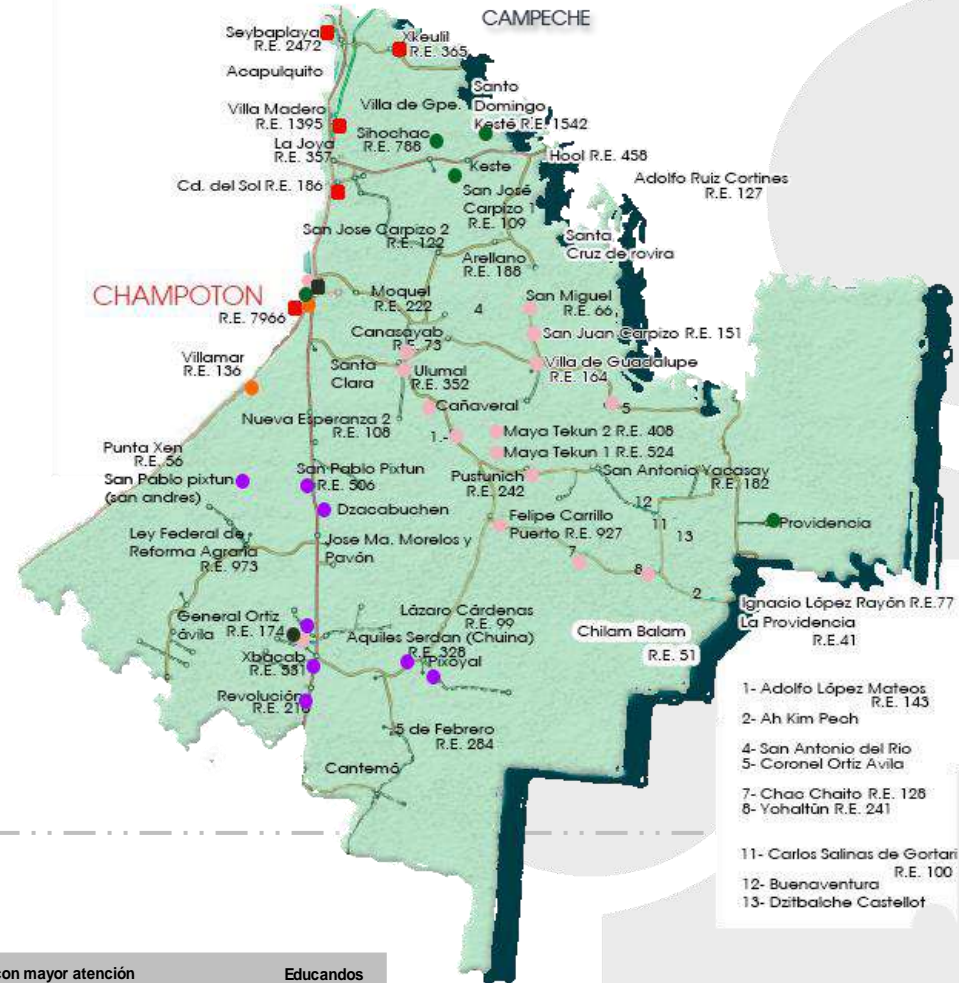 CAMPECHE
Seybaplaya
R.E. 2472
Xkeulil
R.E. 365
Acapulquito
Santo
Domingo
Kesté R.E. 1542
Villa Madero
R.E. 1395
Villa de Gpe.
Sihochac
R.E. 788
La Joya
R.E. 357
Hool R.E. 458
Keste
Cd. del Sol R.E. 186
Adolfo Ruiz Cortines
R.E. 127
San José
Carpizo 1
R.E. 109
San Jose Carpizo 2
R.E. 122
Santa
Cruz de rovira
Arellano
R.E. 188
CHAMPOTON
R.E. 7966
Moquel
R.E. 222
4
San Miguel
R.E. 66
Canasayab
R.E. 73
San Juan Carpizo R.E. 151
Villamar
R.E. 136
Santa
Clara
Ulumal
R.E. 352
Villa de Guadalupe
R.E. 164
Cañaveral
5
Nueva Esperanza 2
R.E. 108
1.-
Maya Tekun 2 R.E. 408
Maya Tekun 1 R.E. 524
Punta Xen
R.E. 56
San Pablo pixtun
(san andres)
San Pablo Pixtun
R.E. 506
Pustunich
R.E. 242
San Antonio Yacasay
R.E. 182
Dzacabuchen
12
11
13
Felipe Carrillo
Puerto R.E. 927
Providencia
Ley Federal de
Reforma Agraria
R.E. 973
Jose Ma. Morelos y
Pavón
7
8
2
Ignacio López Rayón R.E.77
La Providencia
R.E.41
General Ortiz
ávila
R.E. 174
Lázaro Cárdenas
R.E. 99
Aquiles Serdan (Chuina)
R.E. 328
Chilam Balam
R.E. 51
Xbacab
R.E. 531
Pixoyal
Revolución
R.E. 216
5 de Febrero
R.E. 284
Cantemó
1- Adolfo López Mateos
R.E. 143
2- Ah Kim Pech
4- San Antonio del Rio
5- Coronel Ortiz Avila
7- Chac Chaito R.E. 128
8- Yohaltún R.E. 241
11- Carlos Salinas de Gortari
R.E. 100
12- Buenaventura
13- Dzitbalche Castellot
con mayor atención Educandos